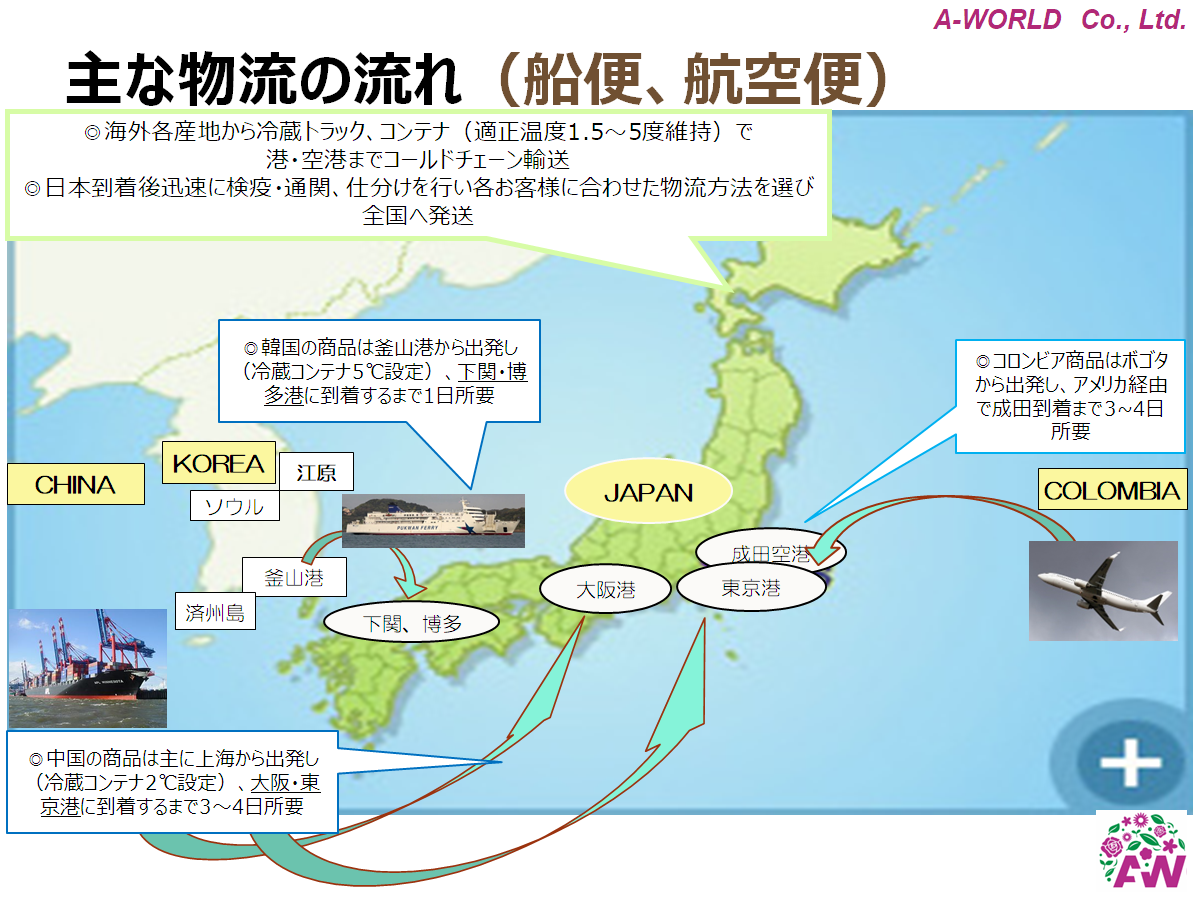 A-WORLD Co., Ltd.
主な物流の流れ（船便、航空便）
◎海外各産地から冷蔵トラック、コンテナ（適正温度1.5～5度維持）で
港・空港までコールドチェーン輸送
◎日本到着後迅速に検疫・通関、仕分けを行い各お客様に合わせた物流方法を選び
全国へ発送
◎韓国の商品は釜山港から出発し
（冷蔵コンテナ5℃設定）、下関・博
多港に到着するまで1日所要
◎コロンビア商品はボゴタ
から出発し、アメリカ経由
で成田到着まで3~4日
所要
CHINA
KOREA
江原
ソウル
JAPAN
COLOMBIA
PUKWAN FERRY
釜山港
済州島
下関、博多
大阪港
成田空港
東京港
◎中国の商品は主に上海から出発し
（冷蔵コンテナ2℃設定）、大阪・東
京港に到着するまで3～4日所要
AW